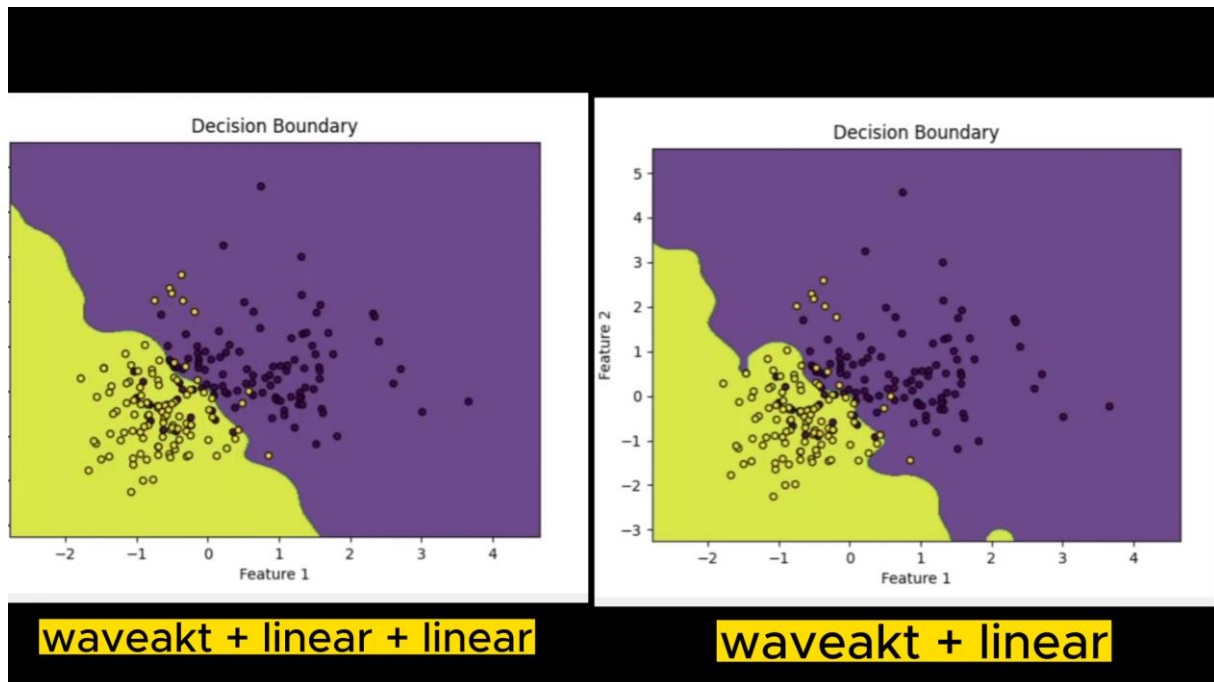 Decision Boundary
−2 −1 0 1 2 3 4
Feature 1
waveakt + linear + linear
Decision Boundary
5
4
3
2
1
0
−1
−2
−3
Feature 2
−2 −1 0 1 2 3 4
Feature 1
waveakt + linear